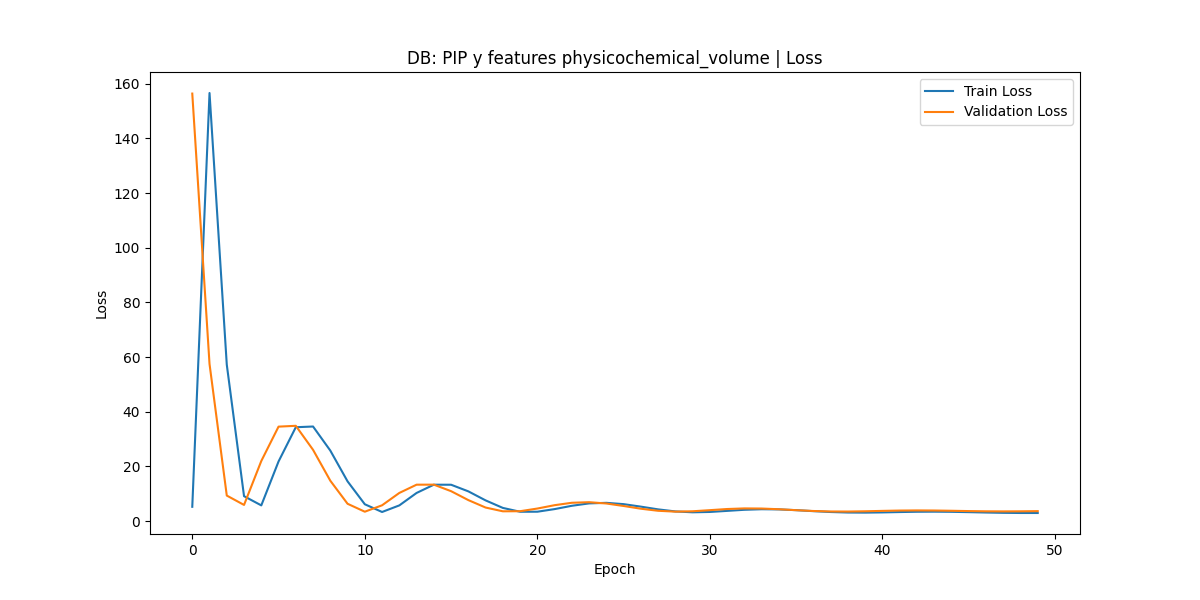 DB: PIP y features physicochemical_volume | Loss
Train Loss
Validation Loss
160
140
120
100
80
60
40
20
0
Loss
0 10 20 30 40 50
Epoch